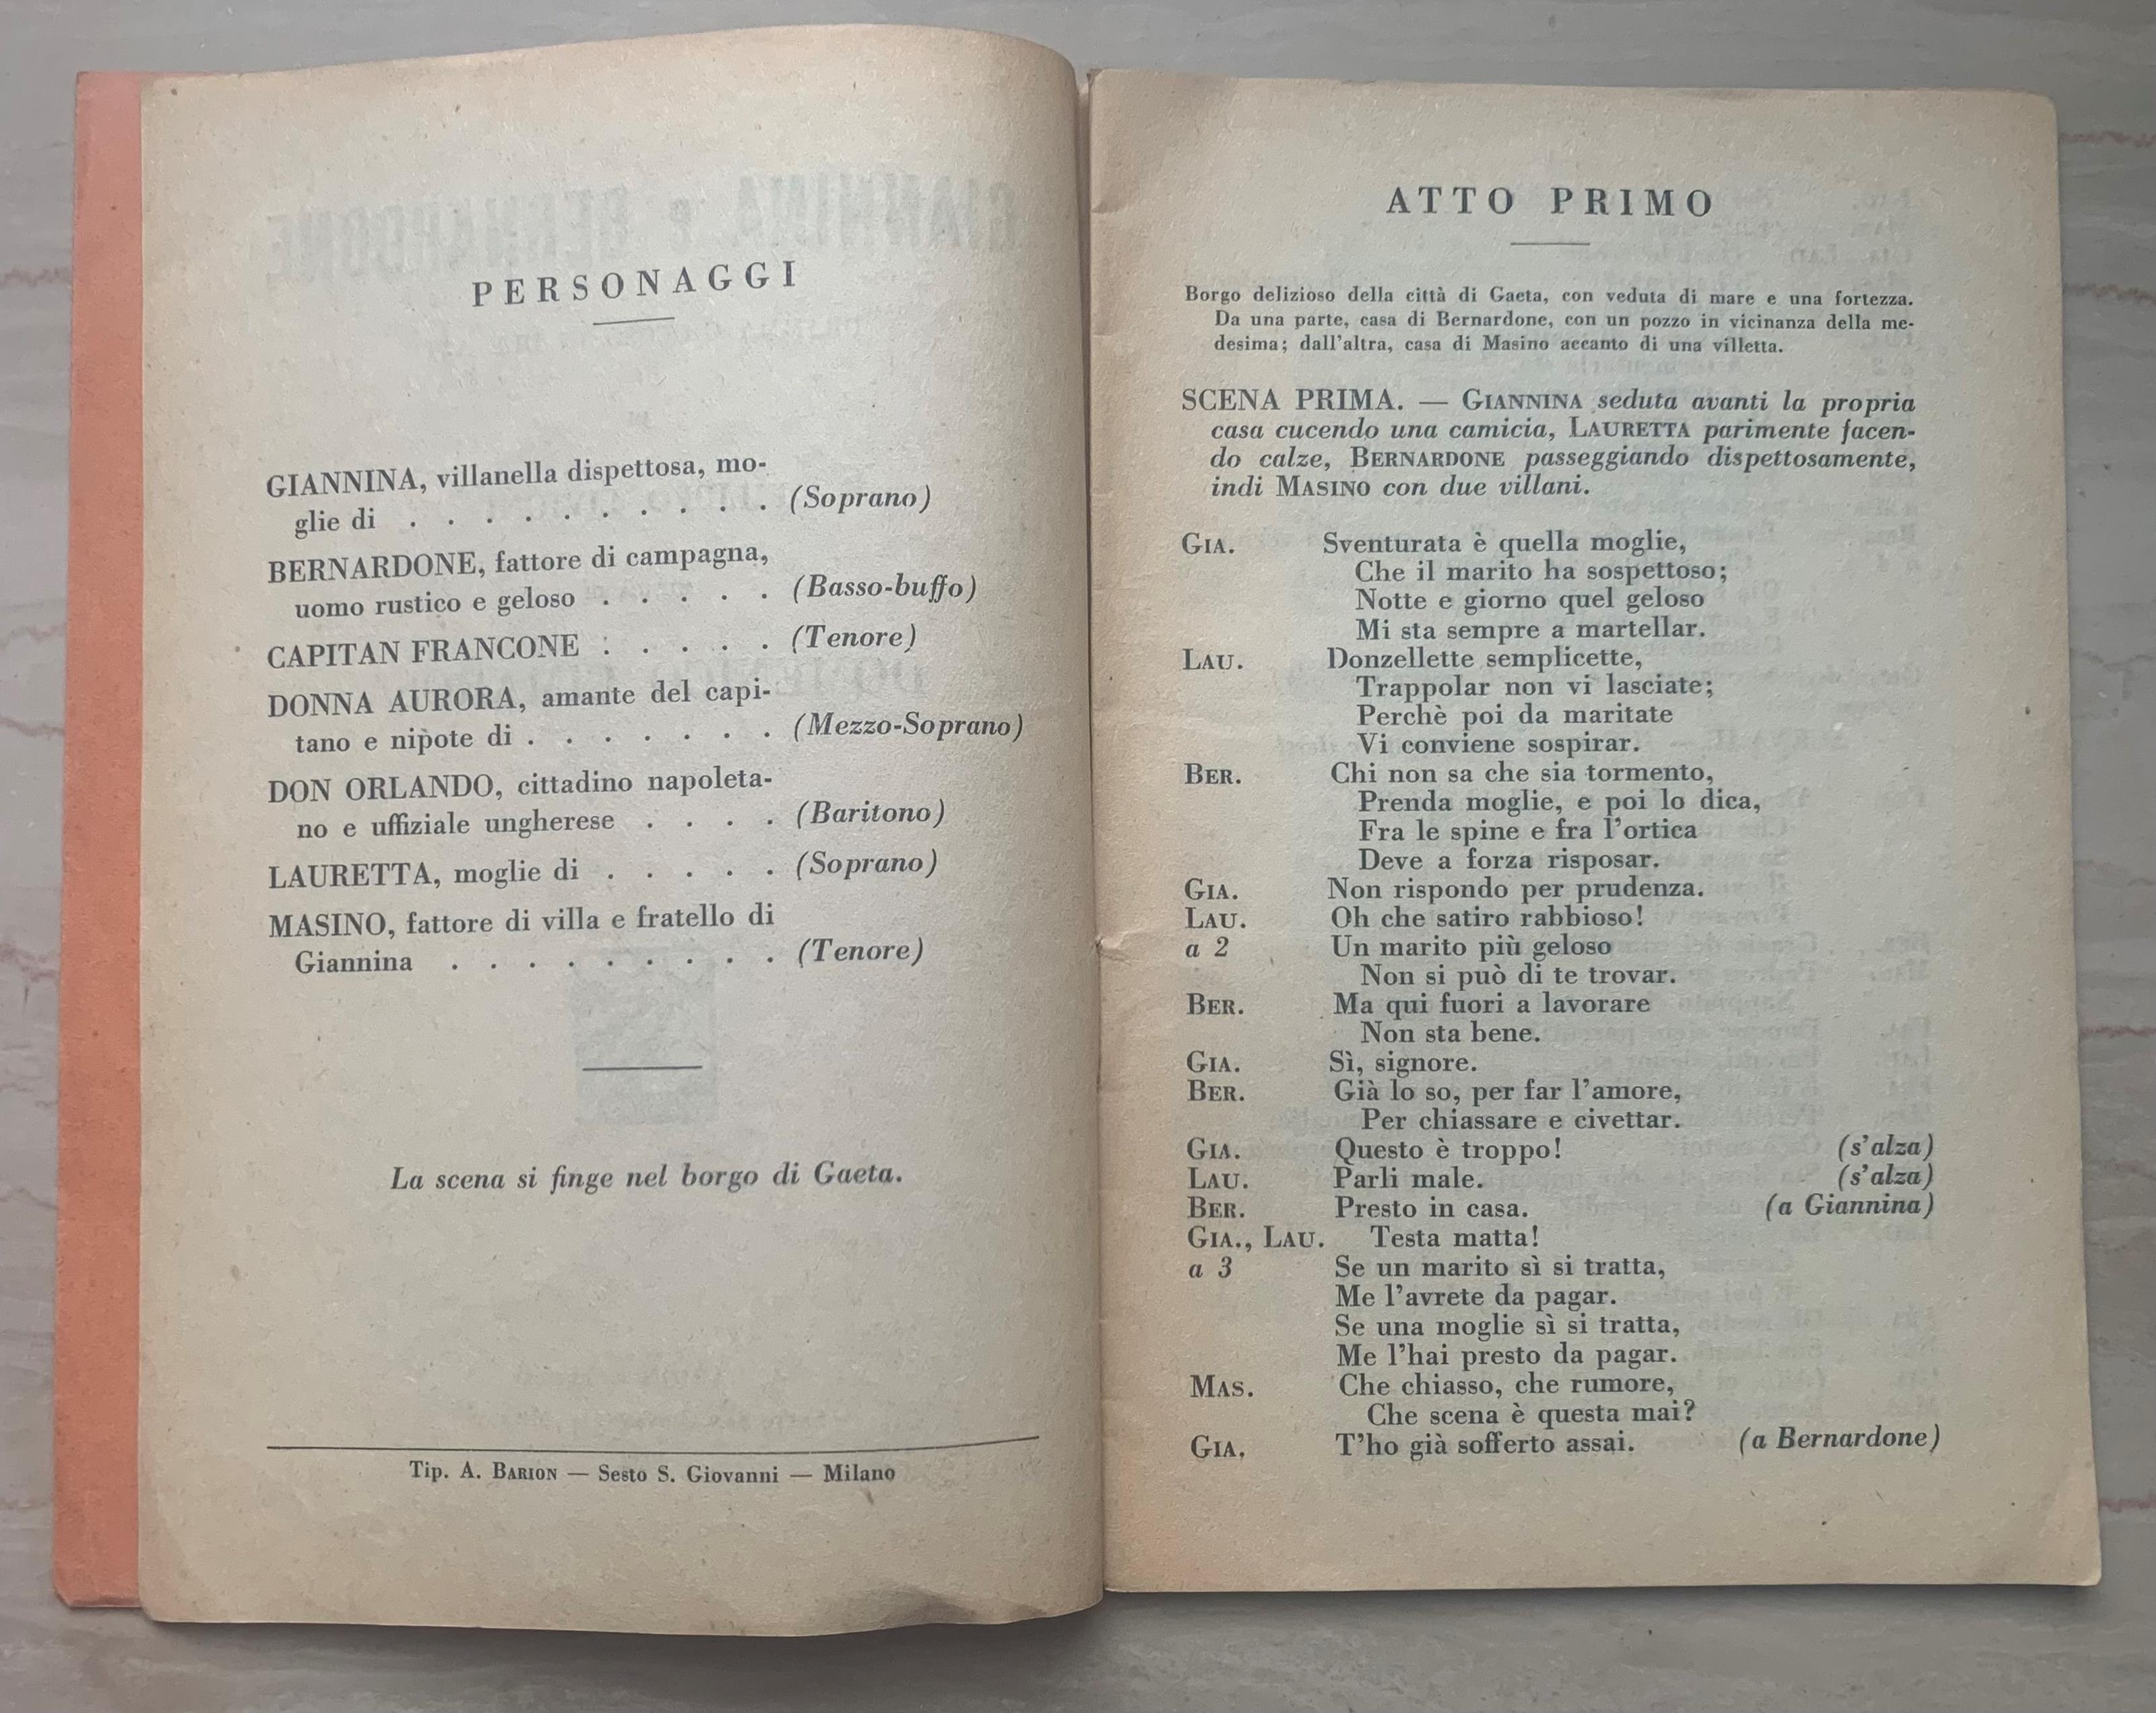 PERSONAGGI
GIANNINA, villanella dispettosa, mo-
glie di . . . . . . . . . . (Soprano)
BERNARDONE, fattore di campagna,
uomo rustico e geloso . . . . . (Basso-buffo)
CAPITAN FRANCONE . . . . . (Tenore)
DONNA AURORA, amante del capi-
tano e nipote di . . . . . . . (Mezzo-Soprano)
DON ORLANDO, cittadino napoleta-
no e uffiziale ungherese . . . . (Baritono)
LAURETTA, moglie di . . . . . (Soprano)
MASINO, fattore di villa e fratello di
Giannina . . . . . . . . . (Tenore)
La scena si finge nel borgo di Gaeta.
Tip. A. BARION — Sesto S. Giovanni — Milano
ATTO PRIMO
Borgo delizioso della città di Gaeta, con veduta di mare e una fortezza.
Da una parte, casa di Bernardone, con un pozzo in vicinanza della me-
desima; dall'altra, casa di Masino accanto di una villetta.
SCENA PRIMA. — GIANNINA seduta avanti la propria
casa cucendo una camicia, LAURETTA parimente facen-
do calze, BERNARDONE passeggiando dispettosamente,
indi MASINO con due villani.
GIA. Sventurata è quella moglie,
Che il marito ha sospettoso;
Notte e giorno quel geloso
Mi sta sempre a martellar.
LAU. Donzellette semplicette,
Trappolar non vi lasciate;
Perchè poi da maritate
Vi conviene sospirar.
BER. Chi non sa che sia tormento,
Prenda moglie, e poi lo dica,
Fra le spine e fra l'ortica
Deve a forza risposar.
GIA. Non rispondo per prudenza.
LAU. Oh che satiro rabbioso!
a 2 Un marito più geloso
Non si può di te trovar.
BER. Ma qui fuori a lavorare
Non sta bene.
GIA. Sì, signore.
BER. Già lo so, per far l'amore,
Per chiassare e civettar.
GIA. Questo è troppo! (s'alza)
LAU. Parli male. (s'alza)
BER. Presto in casa. (a Giannina)
GIA., LAU. Testa matta!
a 3 Se un marito sì si tratta,
Me l'avrete da pagar.
Se una moglie sì si tratta,
Me l'hai presto da pagar.
MAS. Che chiasso, che rumore,
Che scena è questa mai?
GIA. T'ho già sofferto assai. (a Bernardone)